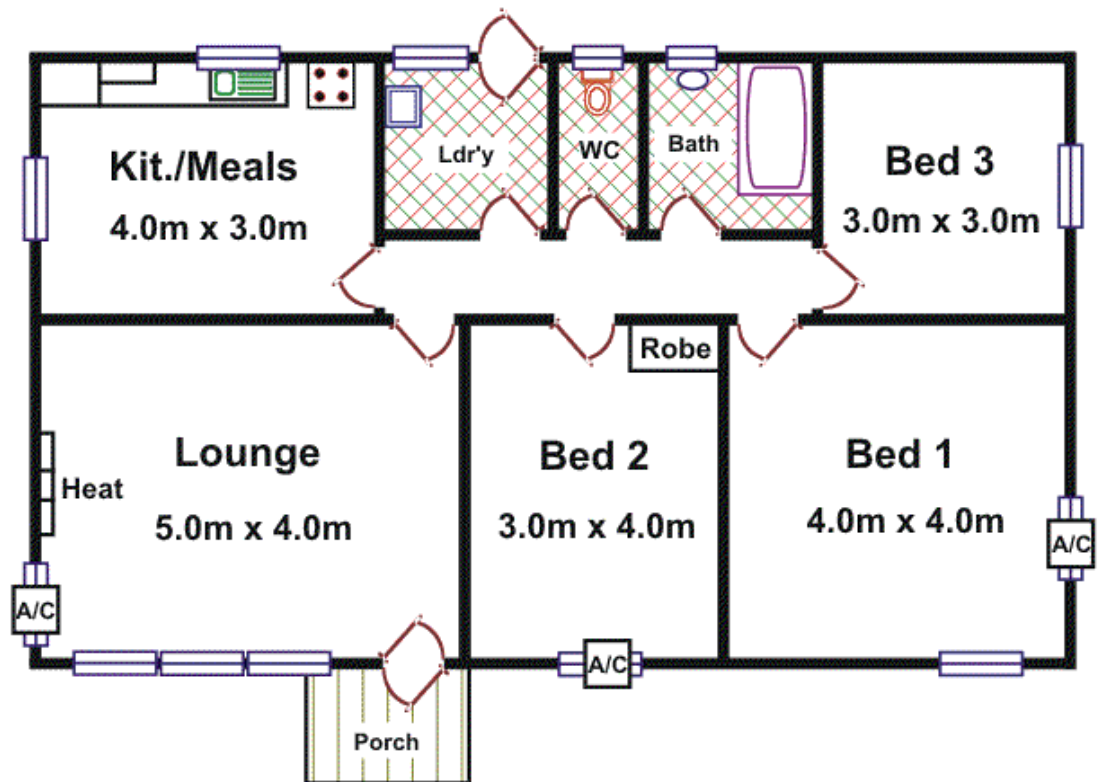 Kit./Meals
4.0m x 3.0m
Ldr'y
WC
Bath
Bed 3
3.0m x 3.0m
Lounge
5.0m x 4.0m
Heat
A/C
Robe
Bed 2
3.0m x 4.0m
A/C
Bed 1
4.0m x 4.0m
A/C
Porch